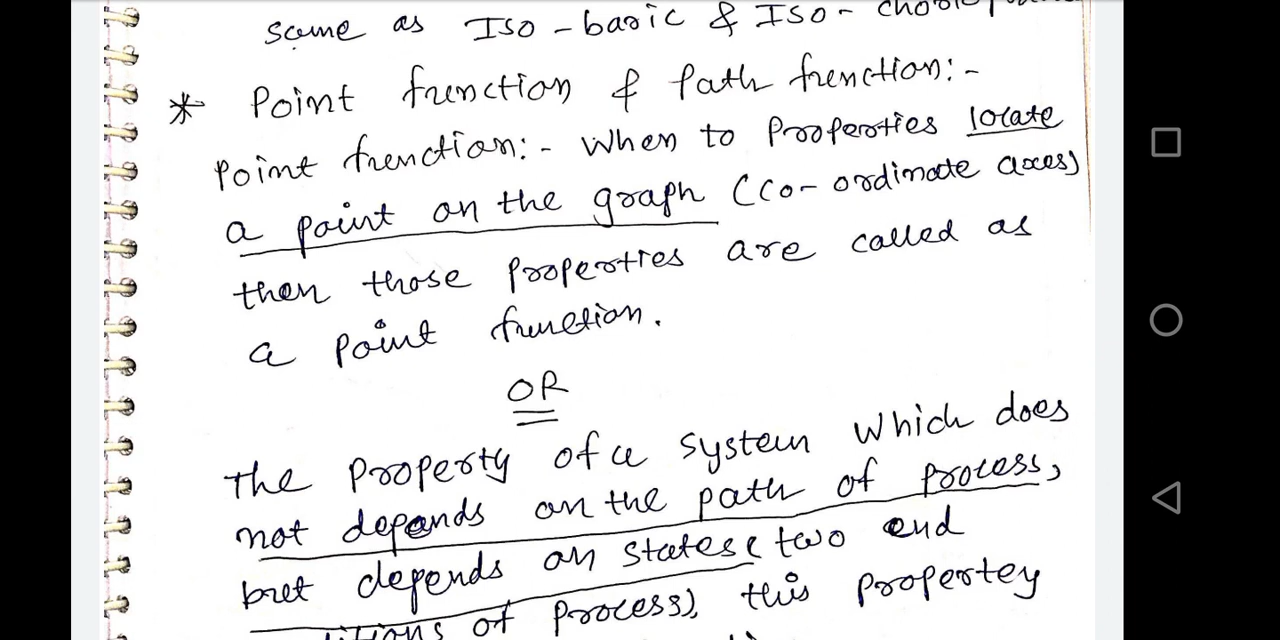 same as Iso - baric & Iso -
* Point function & Path function:-
Point function:- When to Properties locate
a point on the graph (co-ordinate axes)
then those Properties are called as
a point function.
OR
the Property of a system which does
not depends on the path of process,
but depends on states (two end
of process), this propertey